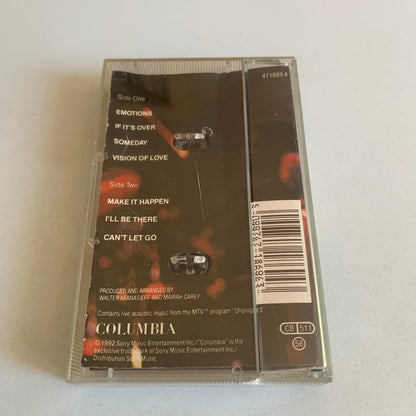 471869 4
Side One
EMOTIONS
IF IT'S OVER
SOMEDAY
VISION OF LOVE
Side Two
MAKE IT HAPPEN
I'LL BE THERE
CAN'T LET GO
PRODUCED AND ARRANGED BY
WALTER AFANASIEFF AND MARIAH CAREY
Contains live acoustic music from the MTV™ program "Unplugged
COLUMBIA
© 1992 Sony Music Entertainment Inc./"Columbia" is the
exclusive trademark of Sony Music Entertainment Inc./
Distribution Sony Music
CB 511